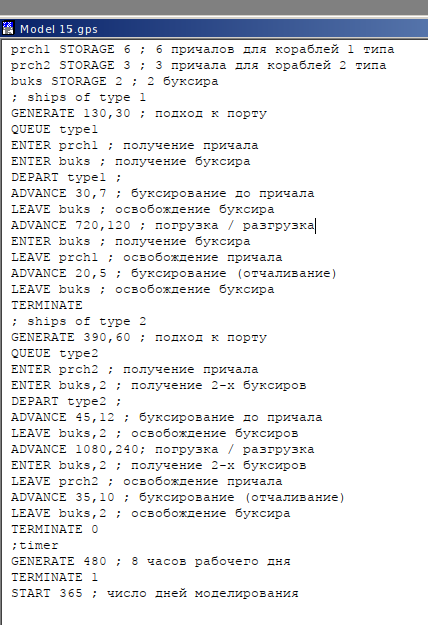 Model 15.gps
prch1 STORAGE 6 ; 6 причалов для кораблей 1 типа
prch2 STORAGE 3 ; 3 причала для кораблей 2 типа
buks STORAGE 2 ; 2 буксира
; ships of type 1
GENERATE 130,30 ; подход к порту
QUEUE type1
ENTER prch1 ; получение причала
ENTER buks ; получение буксира
DEPART type1 ;
ADVANCE 30,7 ; буксирование до причала
LEAVE buks ; освобождение буксира
ADVANCE 720,120 ; погрузка / разгрузка
ENTER buks ; получение буксира
LEAVE prch1 ; освобождение причала
ADVANCE 20,5 ; буксирование (отчаливание)
LEAVE buks ; освобождение буксира
TERMINATE
; ships of type 2
GENERATE 390,60 ; подход к порту
QUEUE type2
ENTER prch2 ; получение причала
ENTER buks,2 ; получение 2-х буксиров
DEPART type2 ;
ADVANCE 45,12 ; буксирование до причала
LEAVE buks,2 ; освобождение буксиров
ADVANCE 1080,240; погрузка / разгрузка
ENTER buks,2 ; получение 2-х буксиров
LEAVE prch2 ; освобождение причала
ADVANCE 35,10 ; буксирование (отчаливание)
LEAVE buks,2 ; освобождение буксира
TERMINATE 0
;timer
GENERATE 480 ; 8 часов рабочего дня
TERMINATE 1
START 365 ; число дней моделирования